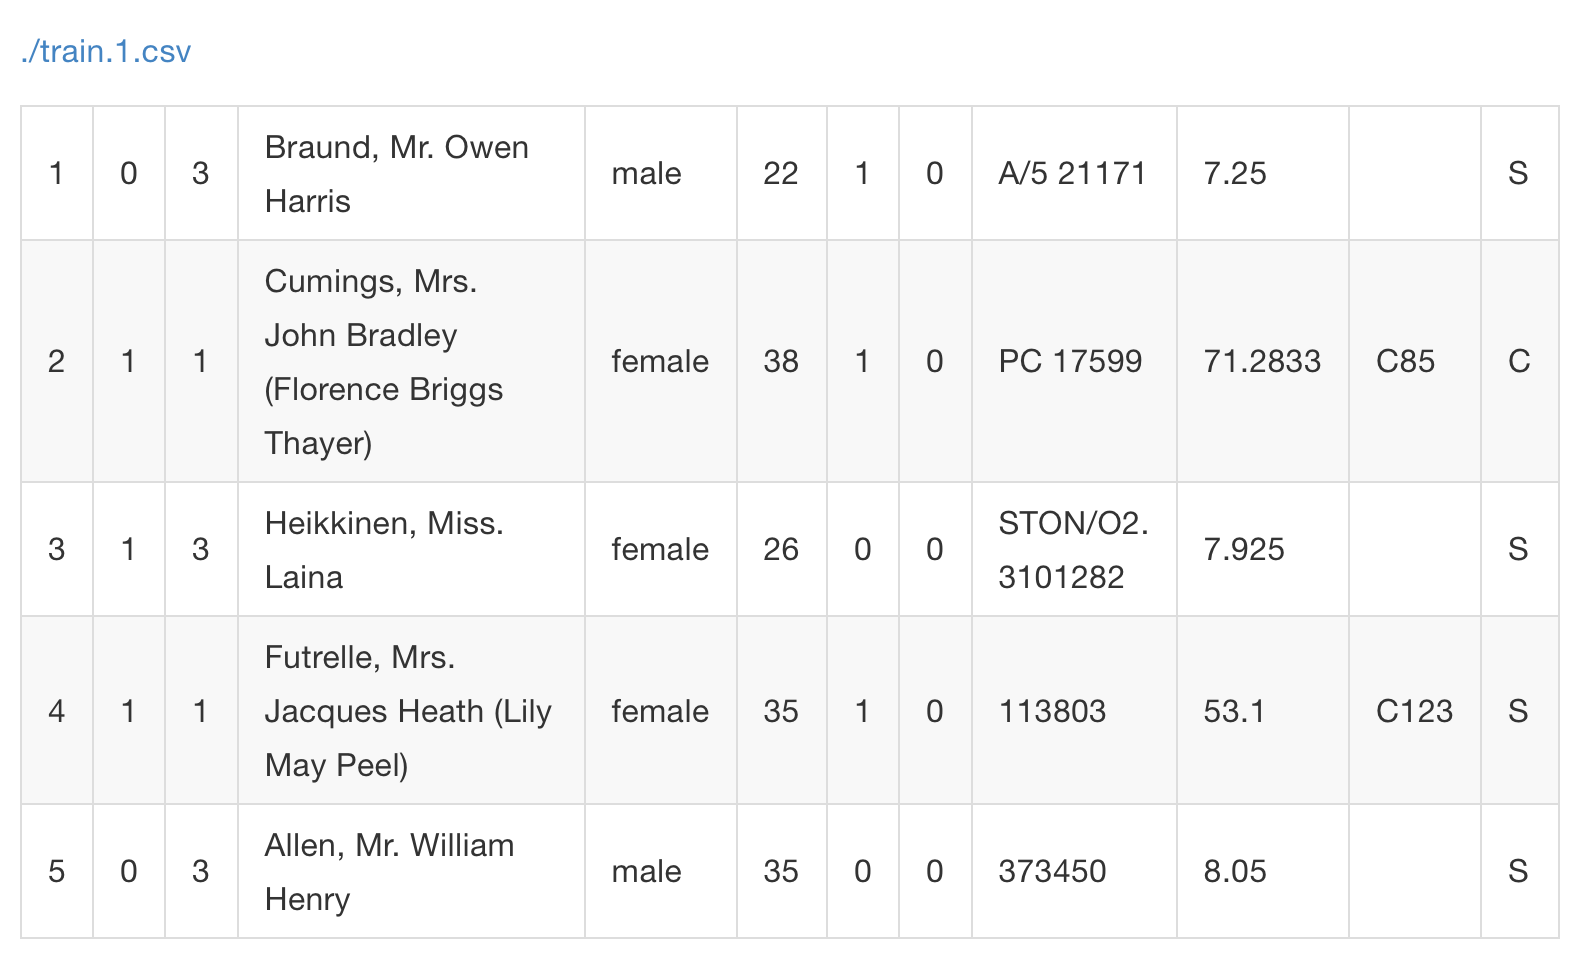 ./train.1.csv
1 0 3 Braund, Mr. Owen Harris male 22 1 0 A/5 21171 7.25 S
2 1 1 Cumings, Mrs. John Bradley (Florence Briggs Thayer) female 38 1 0 PC 17599 71.2833 C85 C
3 1 3 Heikkinen, Miss. Laina female 26 0 0 STON/O2. 3101282 7.925 S
4 1 1 Futrelle, Mrs. Jacques Heath (Lily May Peel) female 35 1 0 113803 53.1 C123 S
5 0 3 Allen, Mr. William Henry male 35 0 0 373450 8.05 S